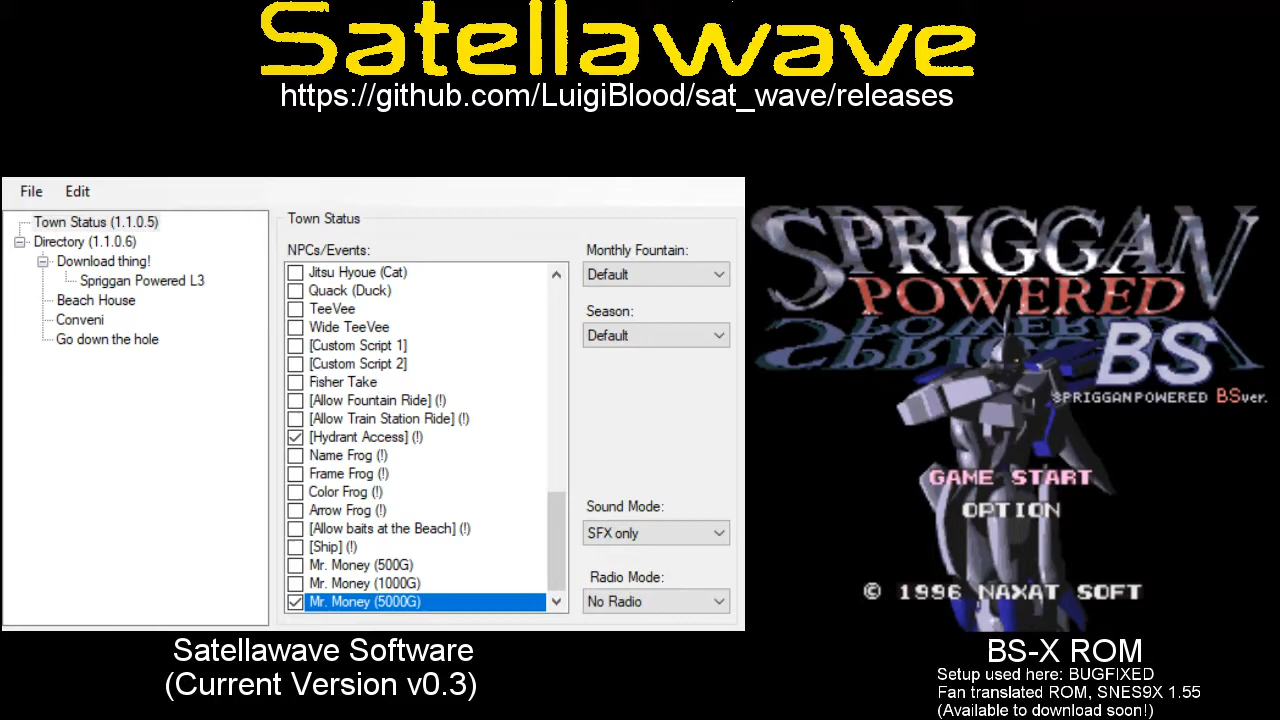 Satellawave
https://github.com/LuigiBlood/sat_wave/releases
File Edit
Town Status (1.1.0.5)
Directory (1.1.0.6)
Download thing!
Spriggan Powered L3
Beach House
Conveni
Go down the hole
Town Status
NPCs/Events:
Jitsu Hyoue (Cat)
Quack (Duck)
TeeVee
Wide TeeVee
[Custom Script 1]
[Custom Script 2]
Fisher Take
[Allow Fountain Ride] (!)
[Allow Train Station Ride] (!)
[Hydrant Access] (!)
Name Frog (!)
Frame Frog (!)
Color Frog (!)
Arrow Frog (!)
[Allow baits at the Beach] (!)
[Ship] (!)
Mr. Money (500G)
Mr. Money (1000G)
Mr. Money (5000G)
Monthly Fountain:
Default
Season:
Default
Sound Mode:
SFX only
Radio Mode:
No Radio
SPRIGGAN
POWERED
BS
SPRIGGANPOWERED BSver.
GAME START
OPTION
© 1996 NAXAT SOFT
Satellawave Software
(Current Version v0.3)
BS-X ROM
Setup used here: BUGFIXED
Fan translated ROM, SNES9X 1.55
(Available to download soon!)